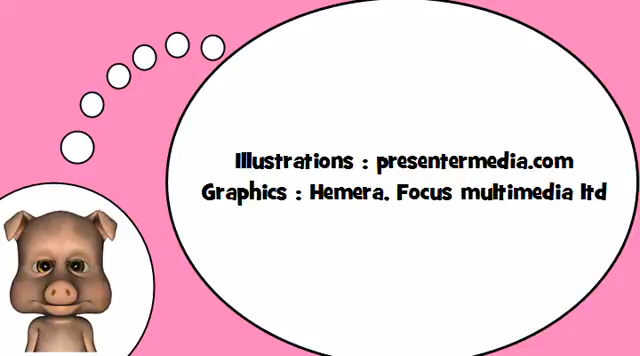 Illustrations : presentermedia.com
Graphics : Hemera. Focus multimedia ltd